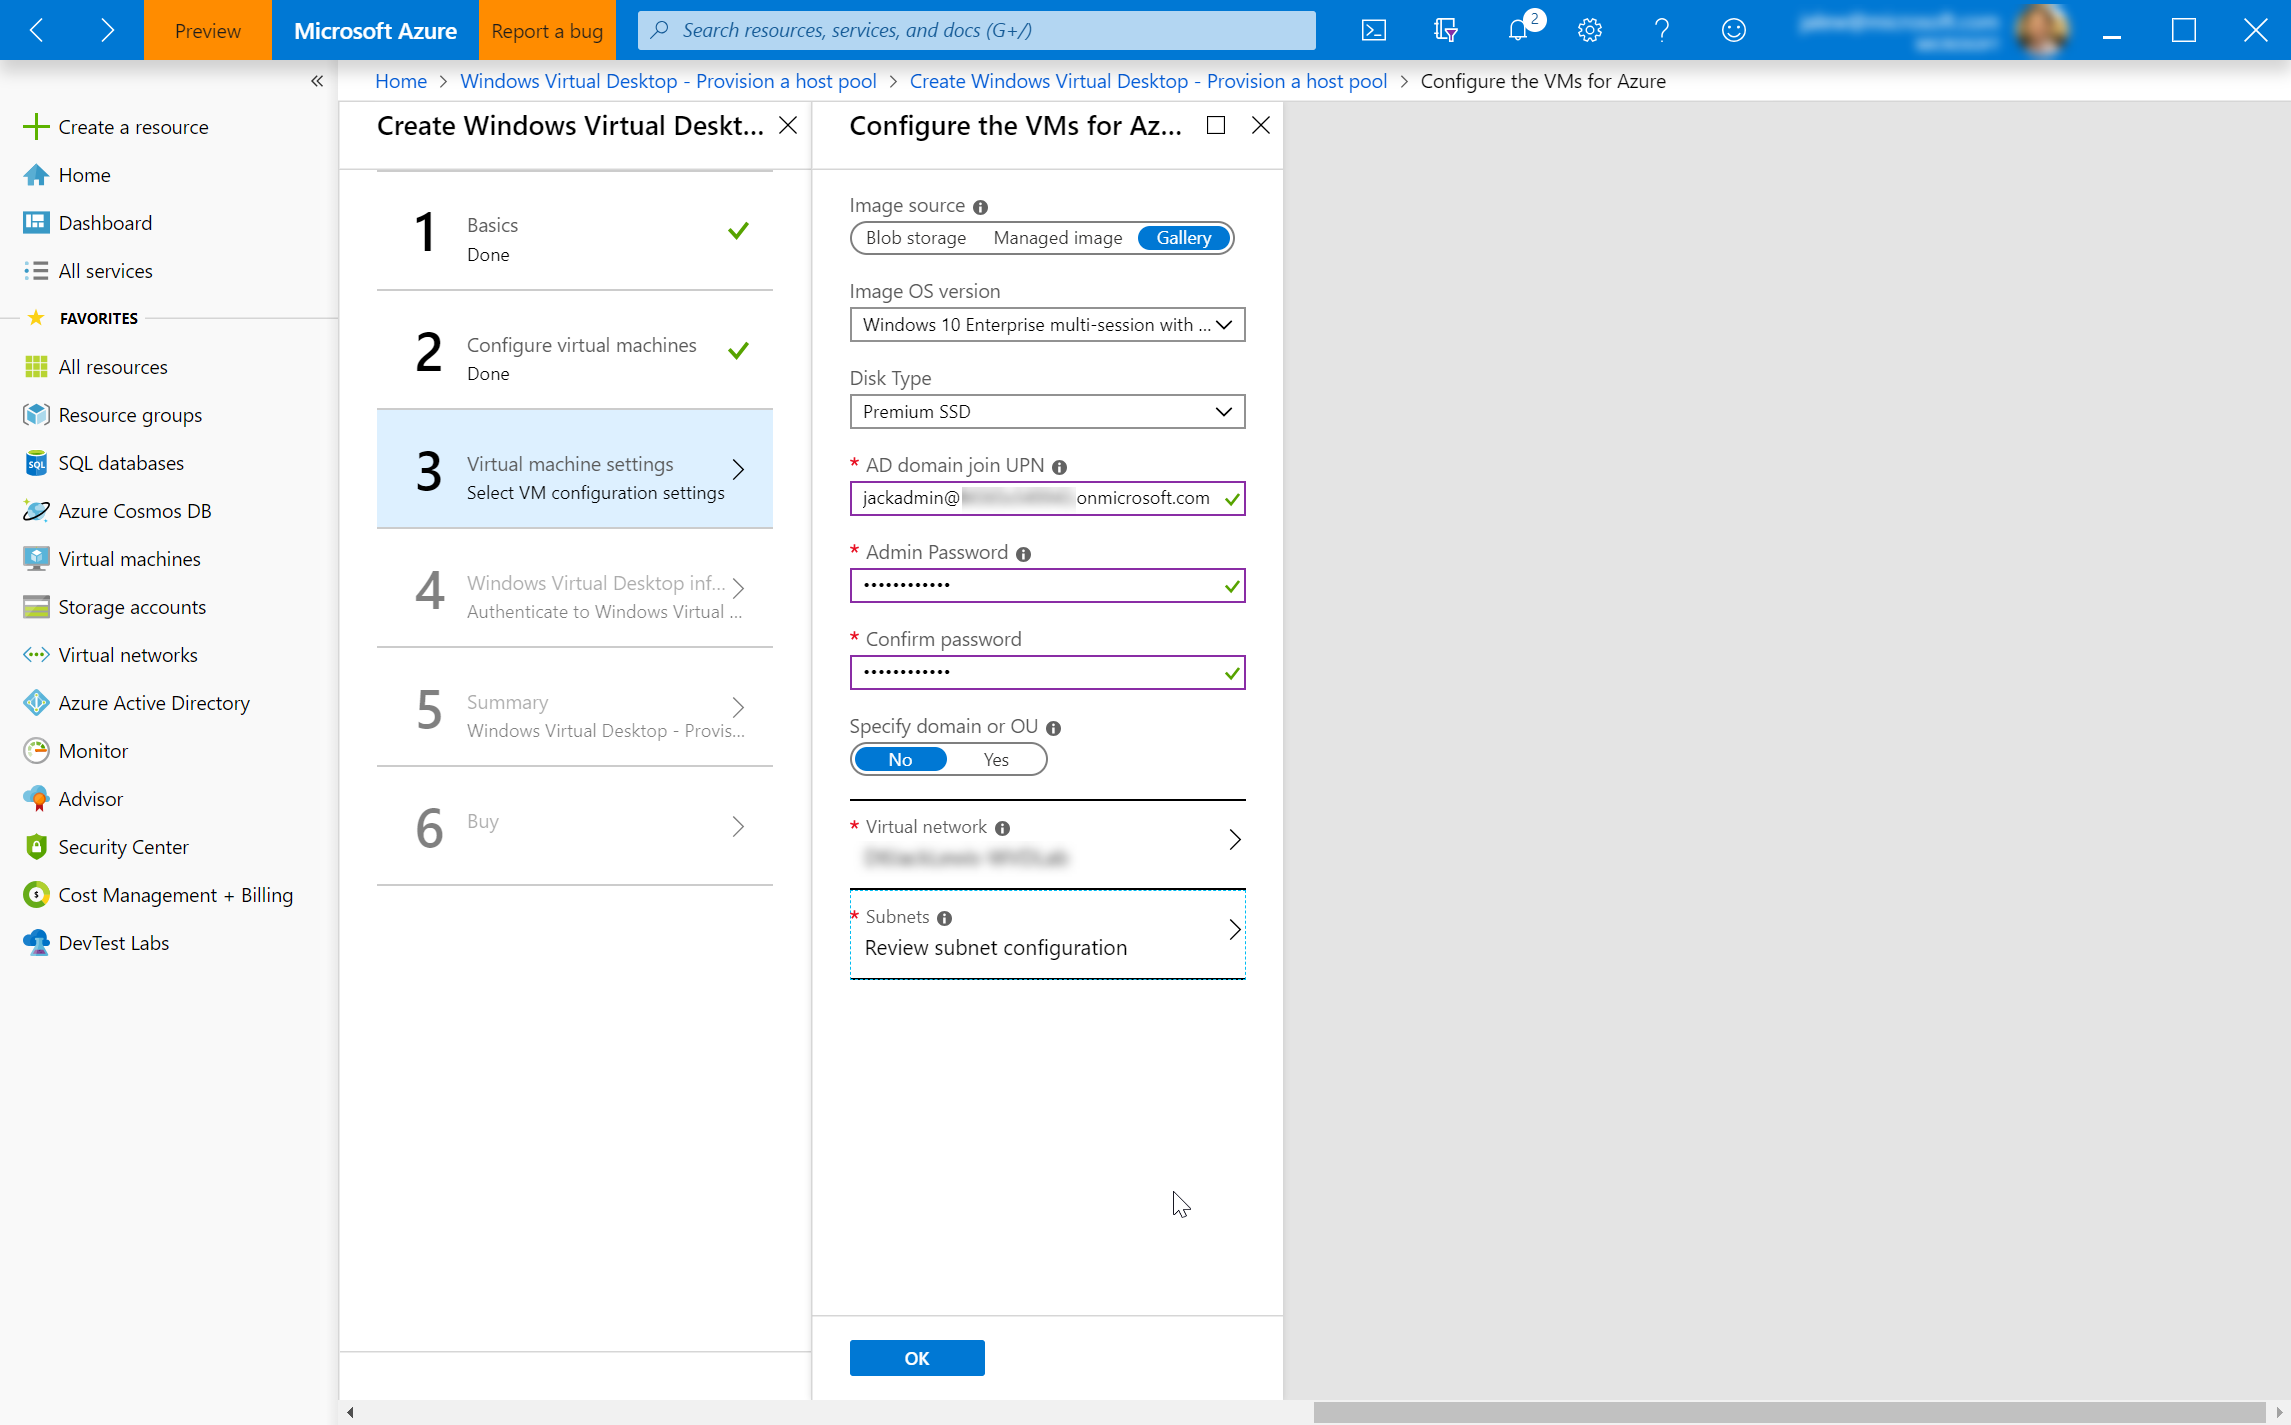 Preview
Microsoft Azure
Report a bug
Search resources, services, and docs (G+/)
2
Home > Windows Virtual Desktop - Provision a host pool > Create Windows Virtual Desktop - Provision a host pool > Configure the VMs for Azure
Create a resource
Home
Dashboard
All services
FAVORITES
All resources
Resource groups
SQL databases
Azure Cosmos DB
Virtual machines
Storage accounts
Virtual networks
Azure Active Directory
Monitor
Advisor
Security Center
Cost Management + Billing
DevTest Labs
Create Windows Virtual Deskt...
1
Basics
Done
2
Configure virtual machines
Done
3
Virtual machine settings
Select VM configuration settings
4
Windows Virtual Desktop inf...
Authenticate to Windows Virtual ...
5
Summary
Windows Virtual Desktop - Provis...
6
Buy
Configure the VMs for Az...
Image source
Blob storage Managed image Gallery
Image OS version
Windows 10 Enterprise multi-session with ...
Disk Type
Premium SSD
* AD domain join UPN
jackadmin@ onmicrosoft.com
* Admin Password
••••••••••••
* Confirm password
••••••••••••
Specify domain or OU
No Yes
* Virtual network
* Subnets
Review subnet configuration
OK